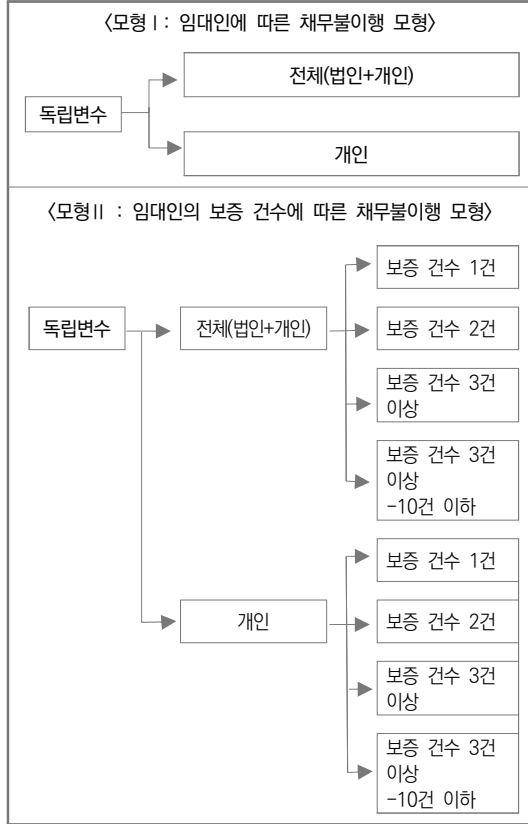 〈모형Ⅰ: 임대인에 따른 채무불이행 모형〉
전체(법인+개인)
독립변수
개인
〈모형Ⅱ : 임대인의 보증 건수에 따른 채무불이행 모형〉
보증 건수 1건
독립변수
전체(법인+개인)
보증 건수 2건
보증 건수 3건
이상
보증 건수 3건
이상
-10건 이하
보증 건수 1건
개인
보증 건수 2건
보증 건수 3건
이상
보증 건수 3건
이상
-10건 이하